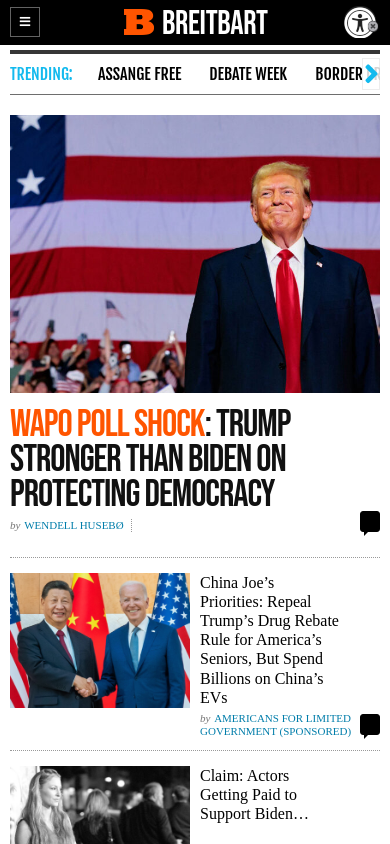 B BREITBART
TRENDING: ASSANGE FREE DEBATE WEEK BORDER
WAPO POLL SHOCK: TRUMP
STRONGER THAN BIDEN ON
PROTECTING DEMOCRACY
by WENDELL HUSEBØ
China Joe’s
Priorities: Repeal
Trump’s Drug Rebate
Rule for America’s
Seniors, But Spend
Billions on China’s
EVs
by AMERICANS FOR LIMITED
GOVERNMENT (SPONSORED)
Claim: Actors
Getting Paid to
Support Biden…